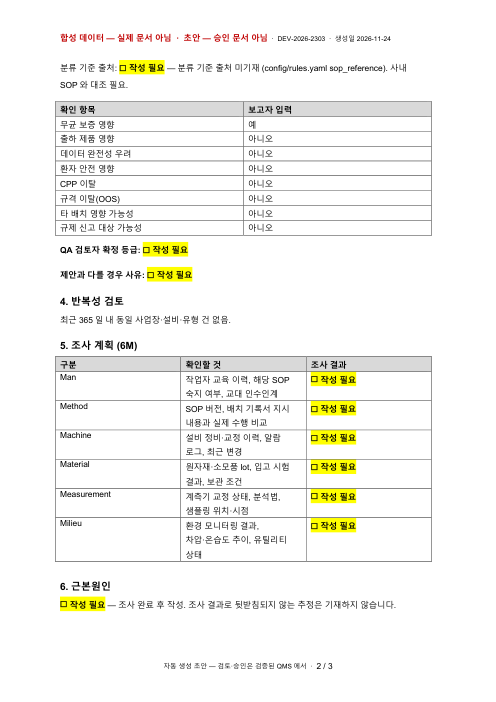 합성 데이터 — 실제 문서 아님 · 초안 — 승인 문서 아님 · DEV-2026-2303 · 생성일 2026-11-24
분류 기준 출처: ☐ 작성 필요 — 분류 기준 출처 미기재 (config/rules.yaml sop_reference). 사내
SOP 와 대조 필요.
확인 항목 보고자 입력
무균 보증 영향 예
출하 제품 영향 아니오
데이터 완전성 우려 아니오
환자 안전 영향 아니오
CPP 이탈 아니오
규격 이탈(OOS) 아니오
타 배치 영향 가능성 아니오
규제 신고 대상 가능성 아니오
QA 검토자 확정 등급: ☐ 작성 필요
제안과 다를 경우 사유: ☐ 작성 필요
4. 반복성 검토
최근 365 일 내 동일 사업장·설비·유형 건 없음.
5. 조사 계획 (6M)
구분 확인할 것 조사 결과
Man 작업자 교육 이력, 해당 SOP ☐ 작성 필요
숙지 여부, 교대 인수인계
Method SOP 버전, 배치 기록서 지시 ☐ 작성 필요
내용과 실제 수행 비교
Machine 설비 정비·교정 이력, 알람 ☐ 작성 필요
로그, 최근 변경
Material 원자재·소모품 lot, 입고 시험 ☐ 작성 필요
결과, 보관 조건
Measurement 계측기 교정 상태, 분석법, ☐ 작성 필요
샘플링 위치·시점
Milieu 환경 모니터링 결과, ☐ 작성 필요
차압·온습도 추이, 유틸리티
상태
6. 근본원인
☐ 작성 필요 — 조사 완료 후 작성. 조사 결과로 뒷받침되지 않는 추정은 기재하지 않습니다.
자동 생성 초안 — 검토·승인은 검증된 QMS 에서 · 2 / 3